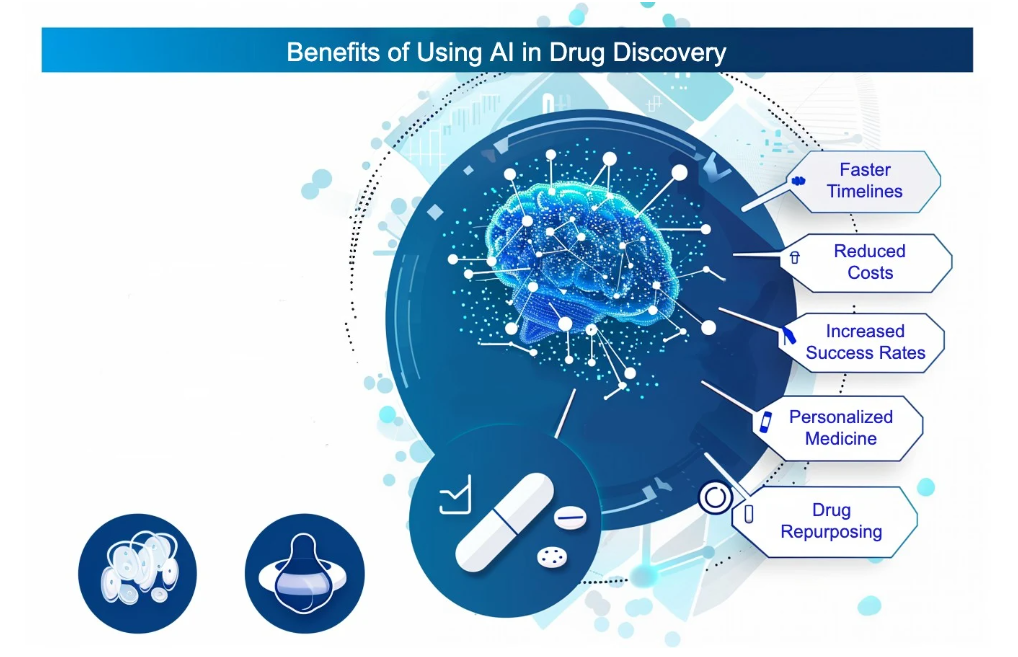 Benefits of Using AI in Drug Discovery
Faster
Timelines
Reduced
Costs
Increased
Success Rates
Personalized
Medicine
Drug
Repurposing